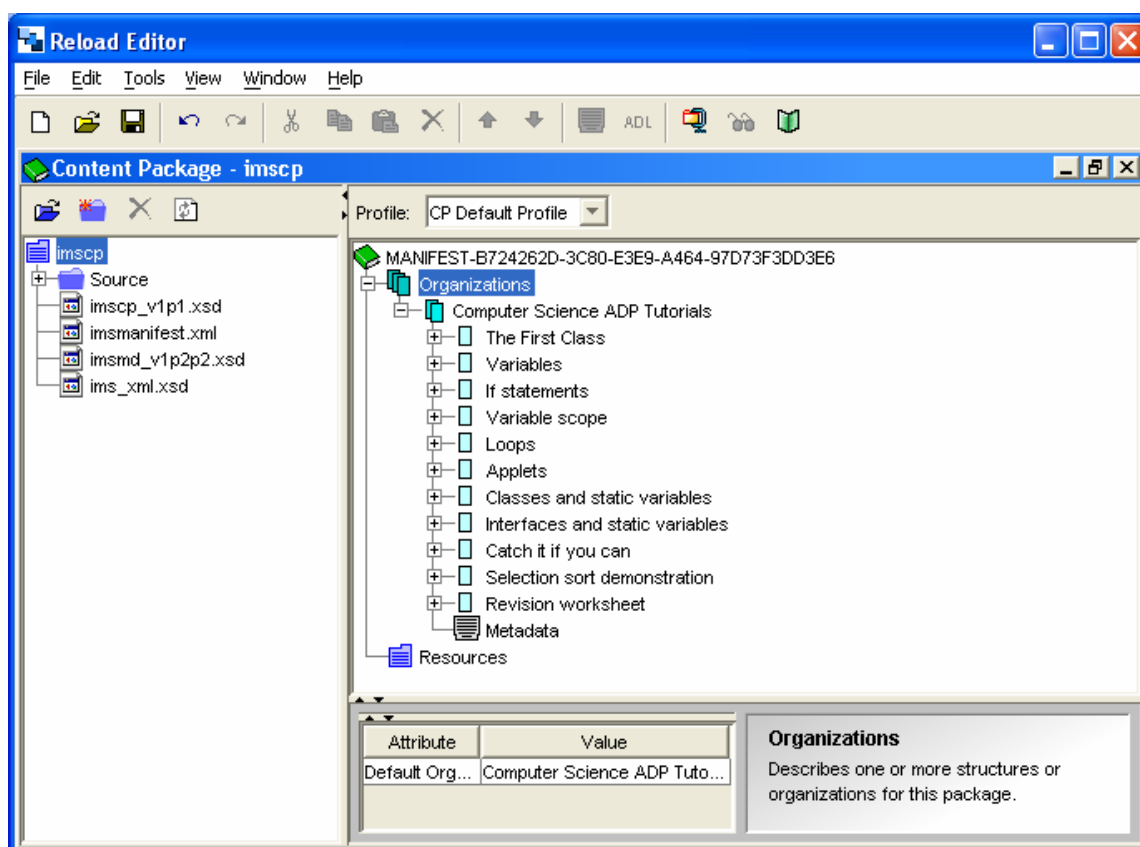 Reload Editor
File Edit Tools View Window Help
ADL
Content Package - imscp
Profile: CP Default Profile
imscp
Source
imscp_v1p1.xsd
imsmanifest.xml
imsmd_v1p2p2.xsd
ims_xml.xsd
MANIFEST-B724262D-3C80-E3E9-A464-97D73F3DD3E6
Organizations
Computer Science ADP Tutorials
The First Class
Variables
If statements
Variable scope
Loops
Applets
Classes and static variables
Interfaces and static variables
Catch it if you can
Selection sort demonstration
Revision worksheet
Metadata
Resources
Attribute Value
Default Org... Computer Science ADP Tuto...
Organizations
Describes one or more structures or
organizations for this package.